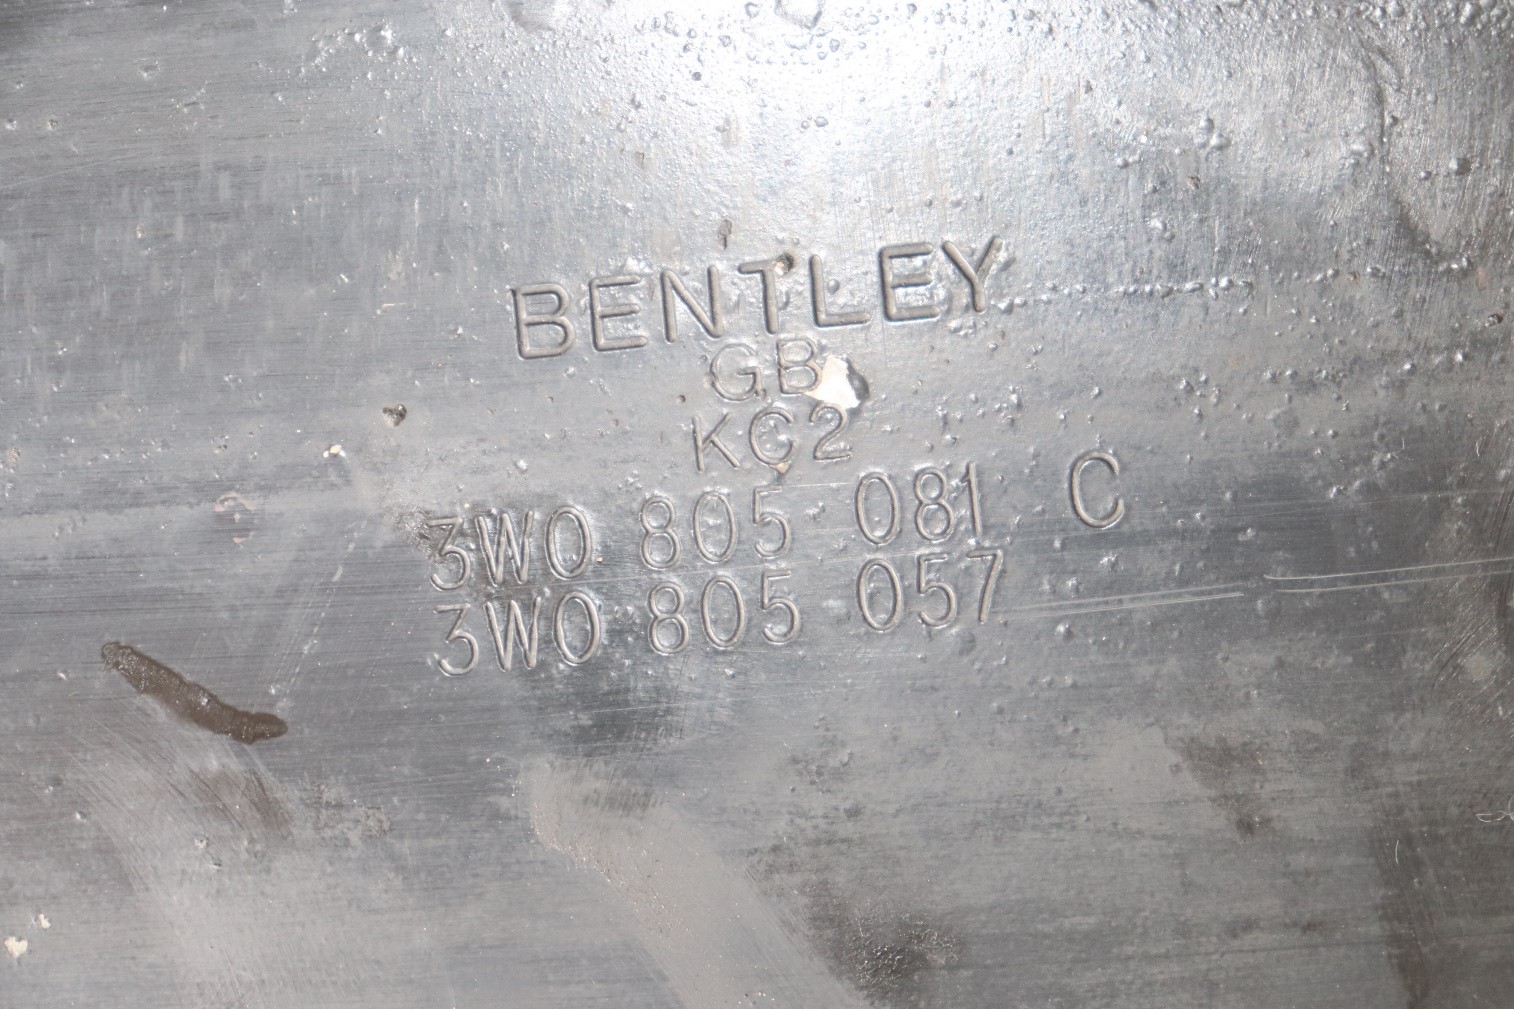 BENTLEY
GB
KC2
3W0 805 081 C
3W0 805 057